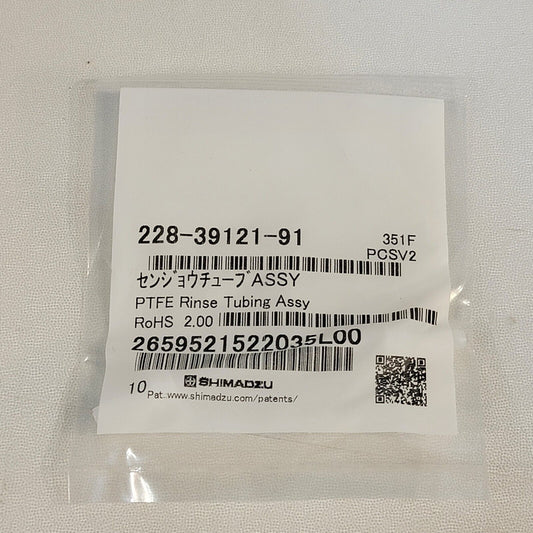 228-39121-91
351F
PCSV2
ｾﾝｼﾞｮｳﾁｭｰﾌﾞASSY
PTFE Rinse Tubing Assy
RoHS 2.00
2659521522035L00
10
SHIMADZU
Pat. www.shimadzu.com/patents/